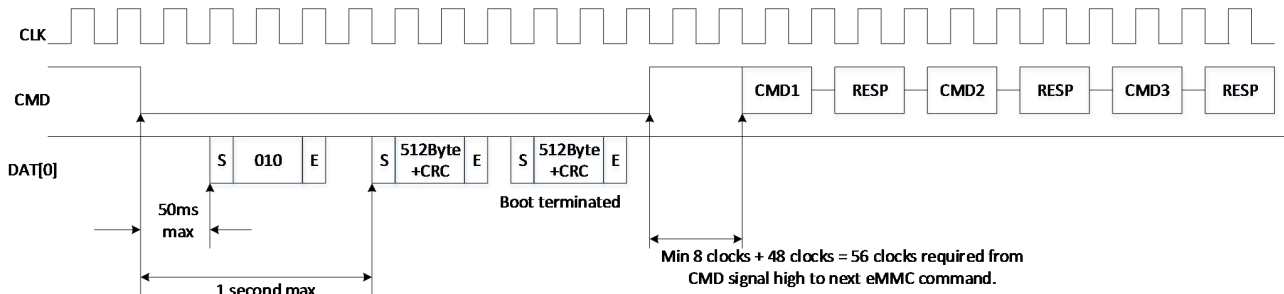 CLK
CMD
CMD1 RESP CMD2 RESP CMD3 RESP
DAT[0]
S 010 E S 512Byte +CRC E S 512Byte +CRC E
Boot terminated
50ms
max
1 second max
Min 8 clocks + 48 clocks = 56 clocks required from
CMD signal high to next eMMC command.